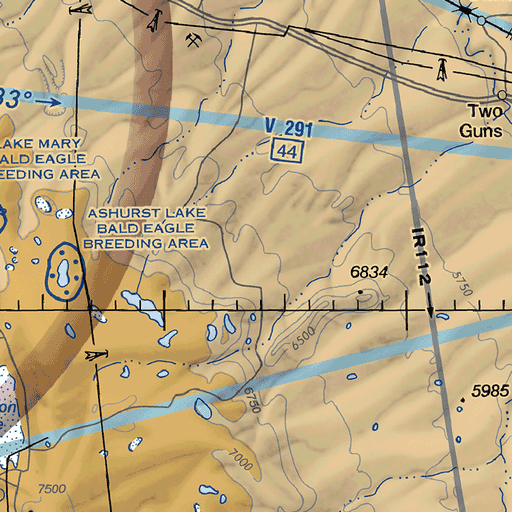 33°
Two
Guns
V 291
44
LAKE MARY
BALD EAGLE
BREEDING AREA
ASHURST LAKE
BALD EAGLE
BREEDING AREA
IR112
6834
5750
6500
5985
6750
on
7000
7500